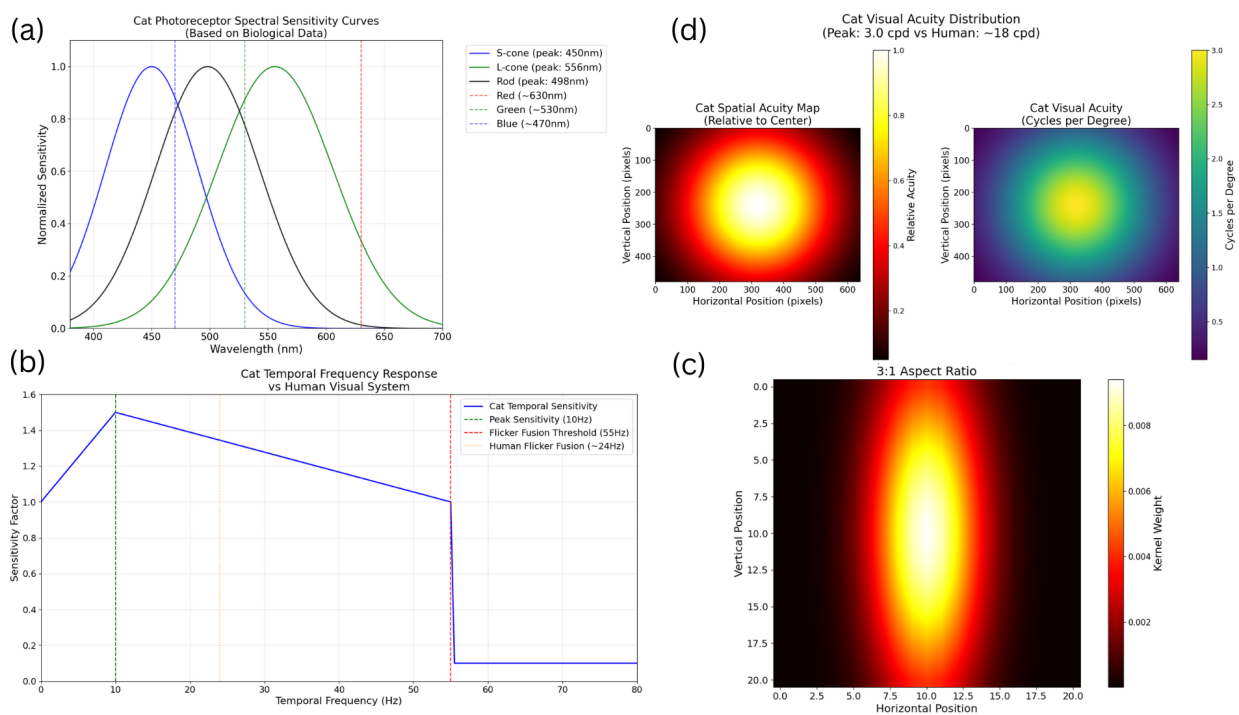 (a)
Cat Photoreceptor Spectral Sensitivity Curves
(Based on Biological Data)
Normalized Sensitivity
1.0
0.8
0.6
0.4
0.2
0.0
400
450
500
550
600
650
700
Wavelength (nm)
S-cone (peak: 450nm)
L-cone (peak: 556nm)
Rod (peak: 498nm)
Red (~630nm)
Green (~530nm)
Blue (~470nm)
(d)
Cat Visual Acuity Distribution
(Peak: 3.0 cpd vs Human: ~18 cpd)
Cat Spatial Acuity Map
(Relative to Center)
Vertical Position (pixels)
0
100
200
300
400
0
100
200
300
400
500
600
Horizontal Position (pixels)
1.0
0.8
0.6
0.4
0.2
Relative Acuity
Cat Visual Acuity
(Cycles per Degree)
Vertical Position (pixels)
0
100
200
300
400
0
100
200
300
400
500
600
Horizontal Position (pixels)
3.0
2.5
2.0
1.5
1.0
0.5
Cycles per Degree
(b)
Cat Temporal Frequency Response
vs Human Visual System
Sensitivity Factor
1.6
1.4
1.2
1.0
0.8
0.6
0.4
0.2
0.0
0
10
20
30
40
50
60
70
80
Temporal Frequency (Hz)
Cat Temporal Sensitivity
Peak Sensitivity (10Hz)
Flicker Fusion Threshold (55Hz)
Human Flicker Fusion (~24Hz)
(c)
3:1 Aspect Ratio
Vertical Position
0.0
2.5
5.0
7.5
10.0
12.5
15.0
17.5
20.0
0.0
2.5
5.0
7.5
10.0
12.5
15.0
17.5
20.0
Horizontal Position
0.008
0.006
0.004
0.002
Kernel Weight